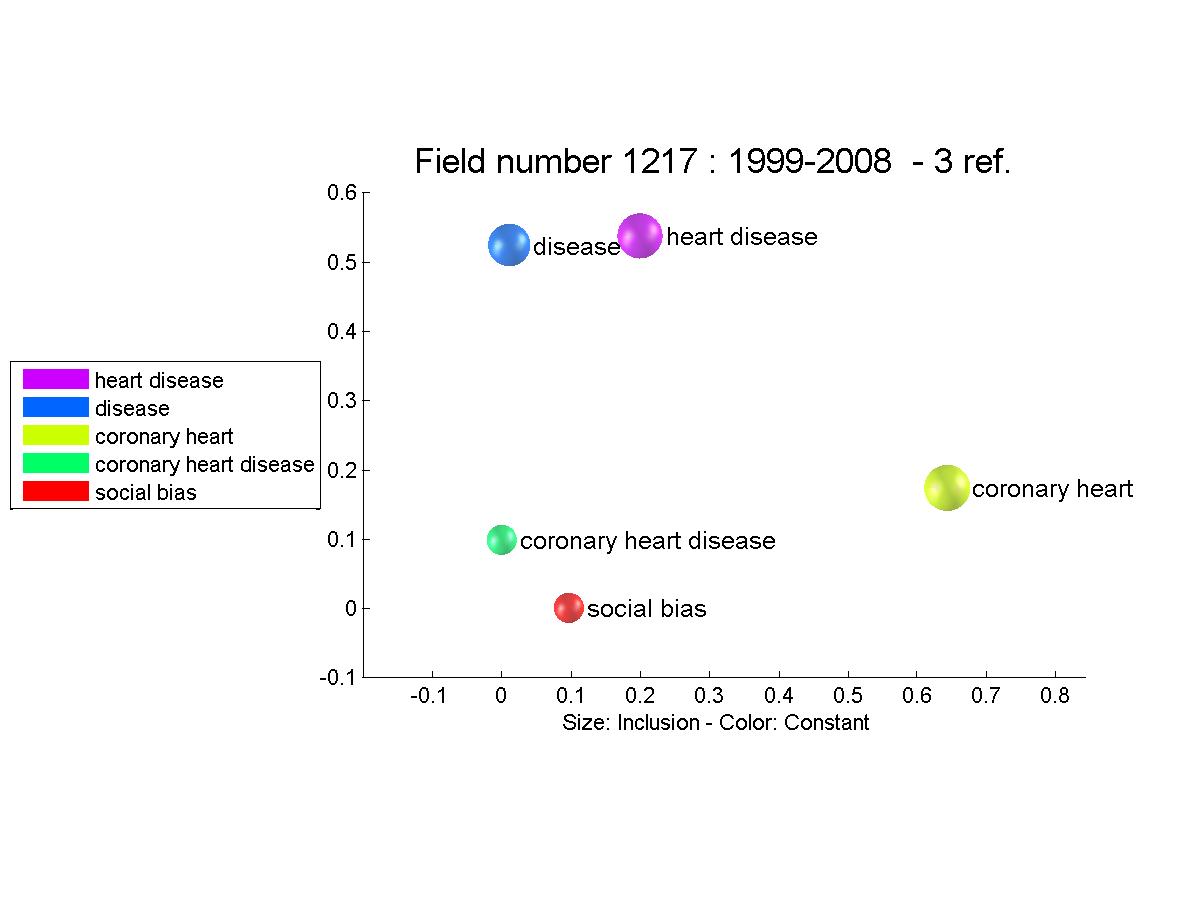 Field number 1217 : 1999-2008  - 3 ref.
0.6
0.5
0.4
0.3
0.2
0.1
0
-0.1
disease
heart disease
coronary heart
coronary heart disease
social bias
heart disease
disease
coronary heart
coronary heart disease
social bias
-0.1 0 0.1 0.2 0.3 0.4 0.5 0.6 0.7 0.8
Size: Inclusion - Color: Constant